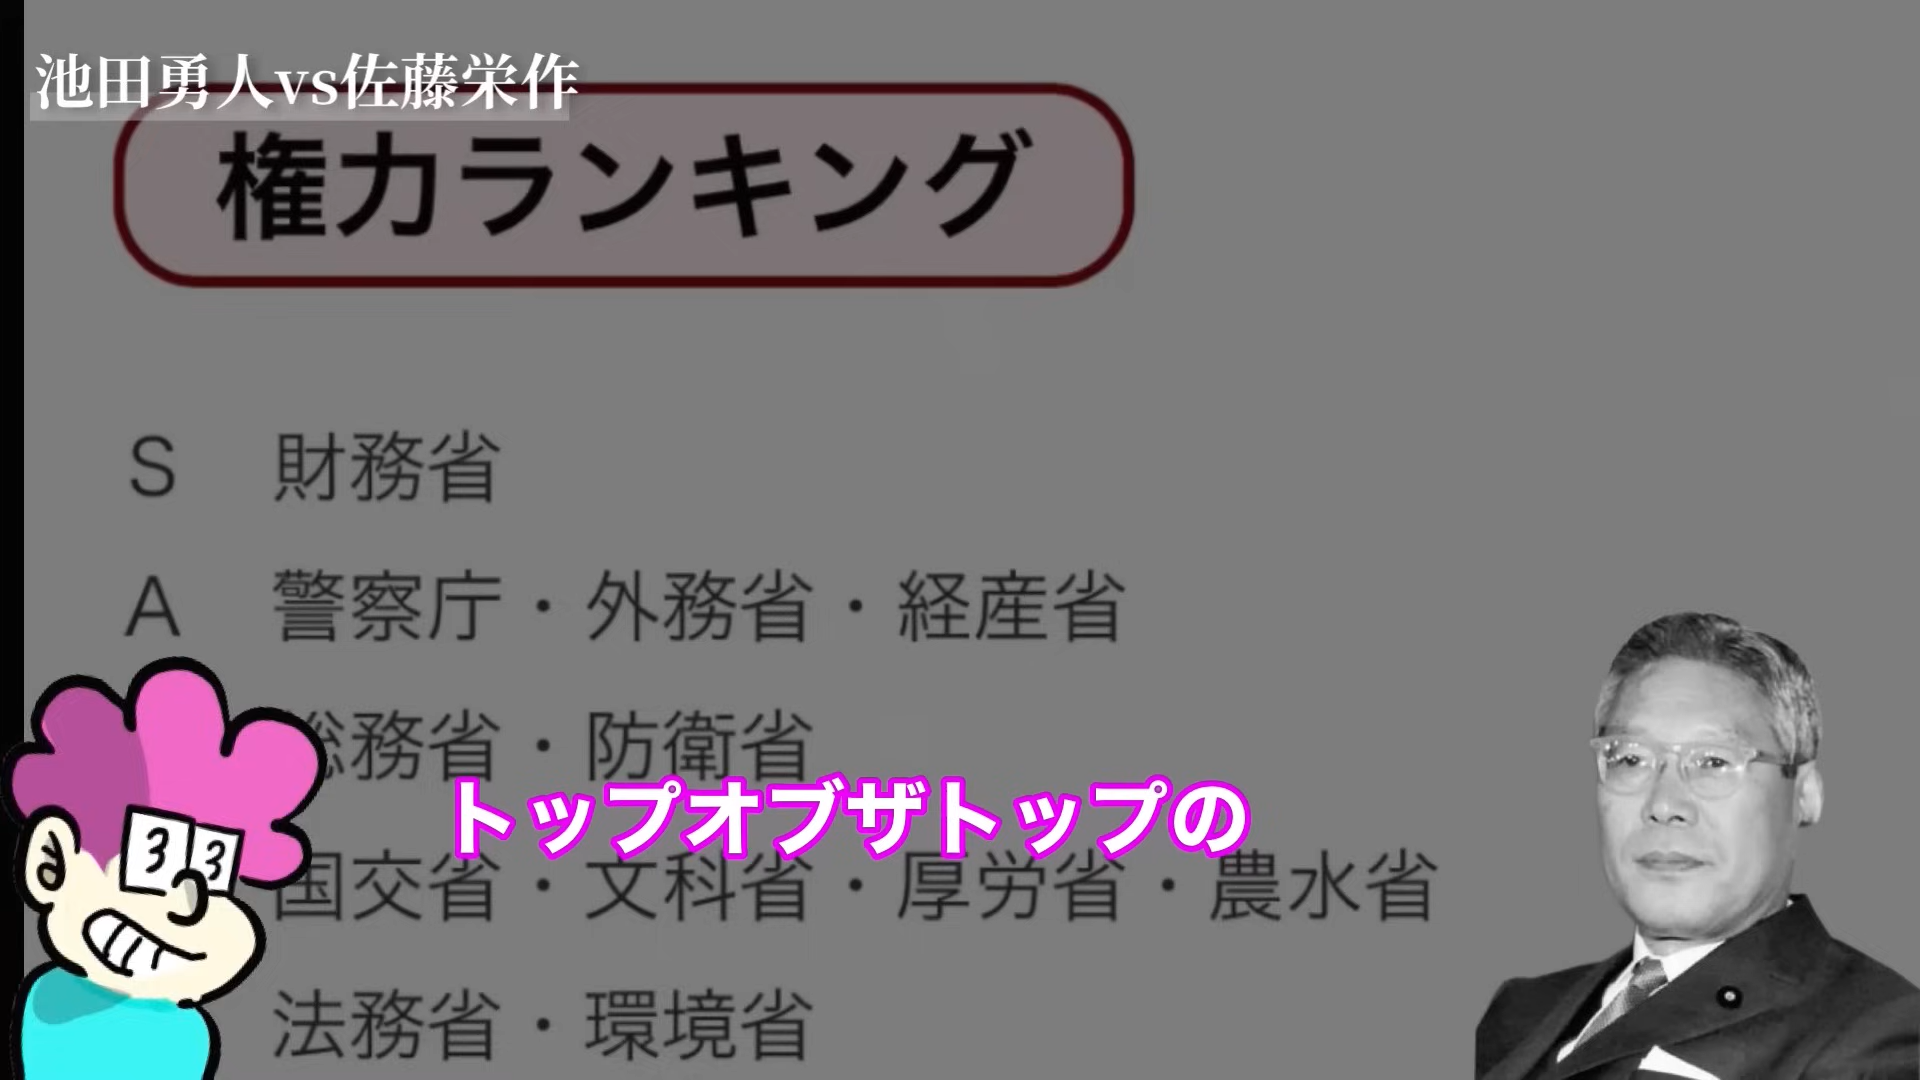 池田勇人vs佐藤栄作
権力ランキング
S 財務省
A 警察庁・外務省・経産省
総務省・防衛省
トップオブザトップの
国交省・文科省・厚労省・農水省
法務省・環境省
33